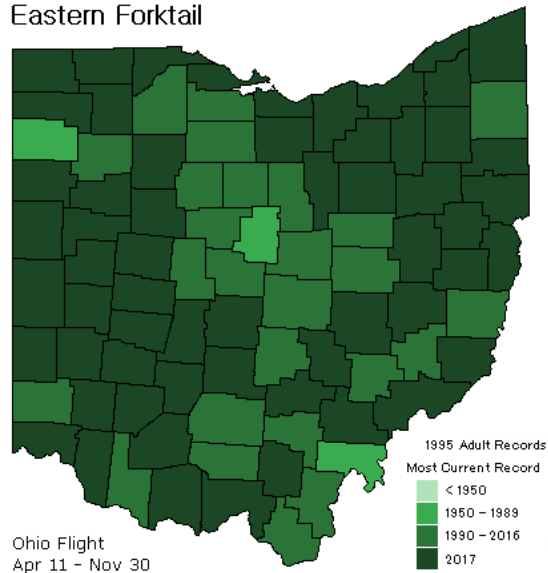 Eastern Forktail
1995 Adult Records
Most Current Record
< 1950
1950 - 1989
1990 - 2016
2017
Ohio Flight
Apr 11 - Nov 30